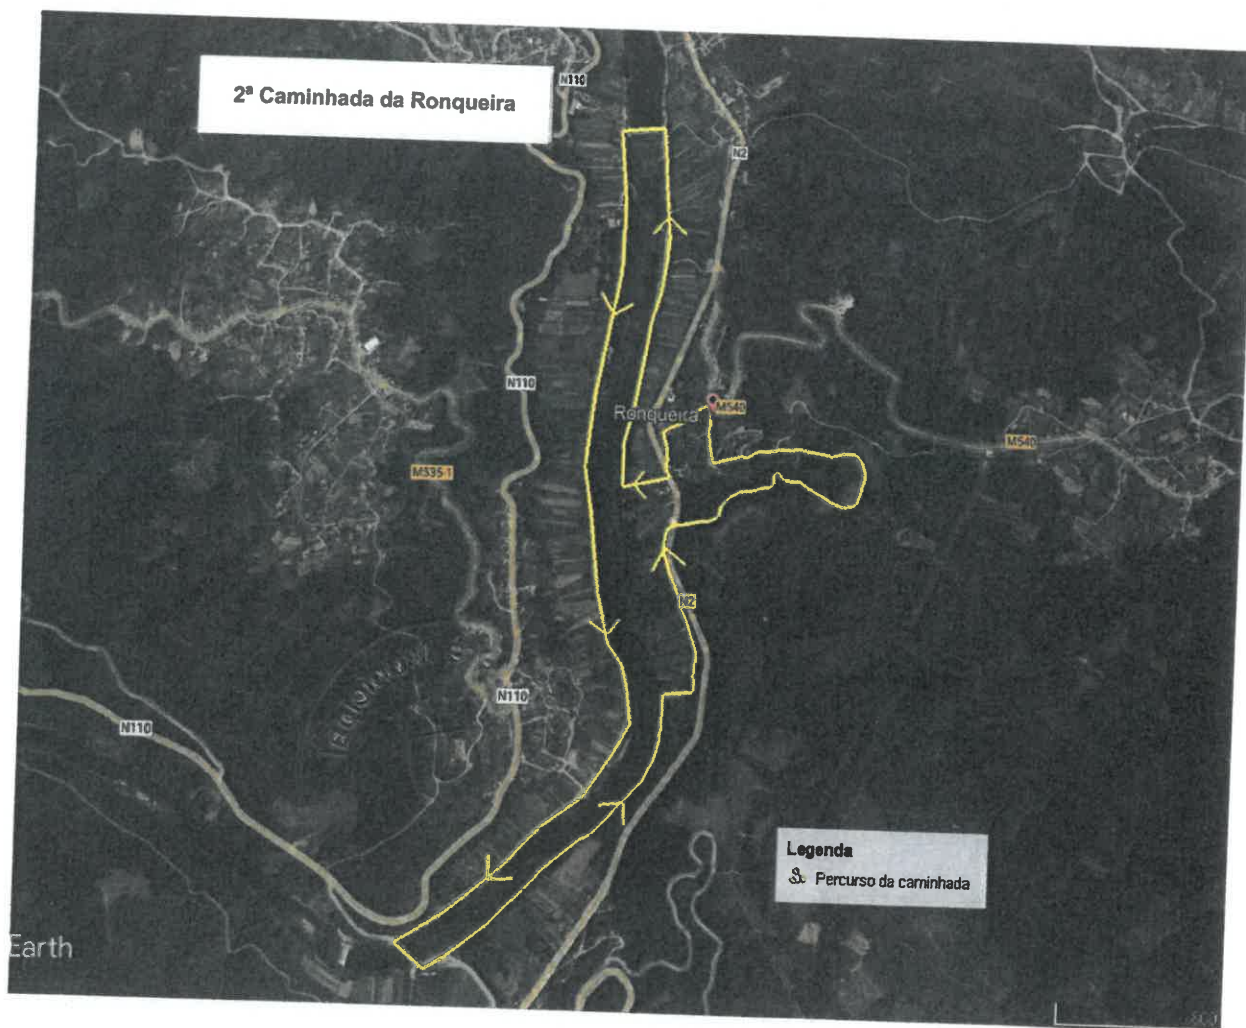 2ª Caminhada da Ronqueira
N110
N2
N110
Ronqueira
M540
M540
M535-1
N2
N110
N110
Legenda
Percurso da caminhada
Earth